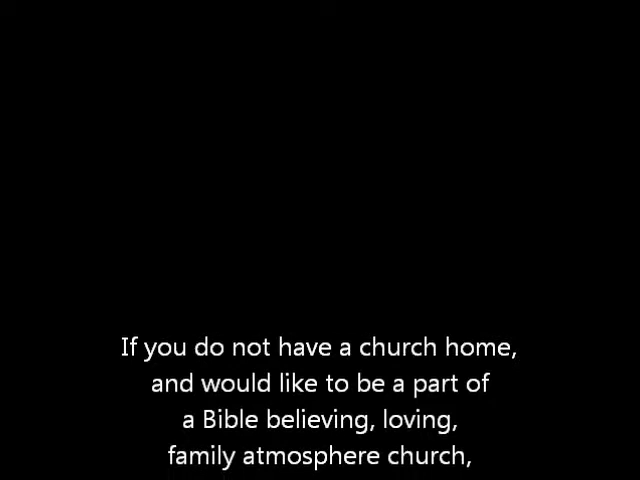 If you do not have a church home,
and would like to be a part of
a Bible believing, loving,
family atmosphere church,